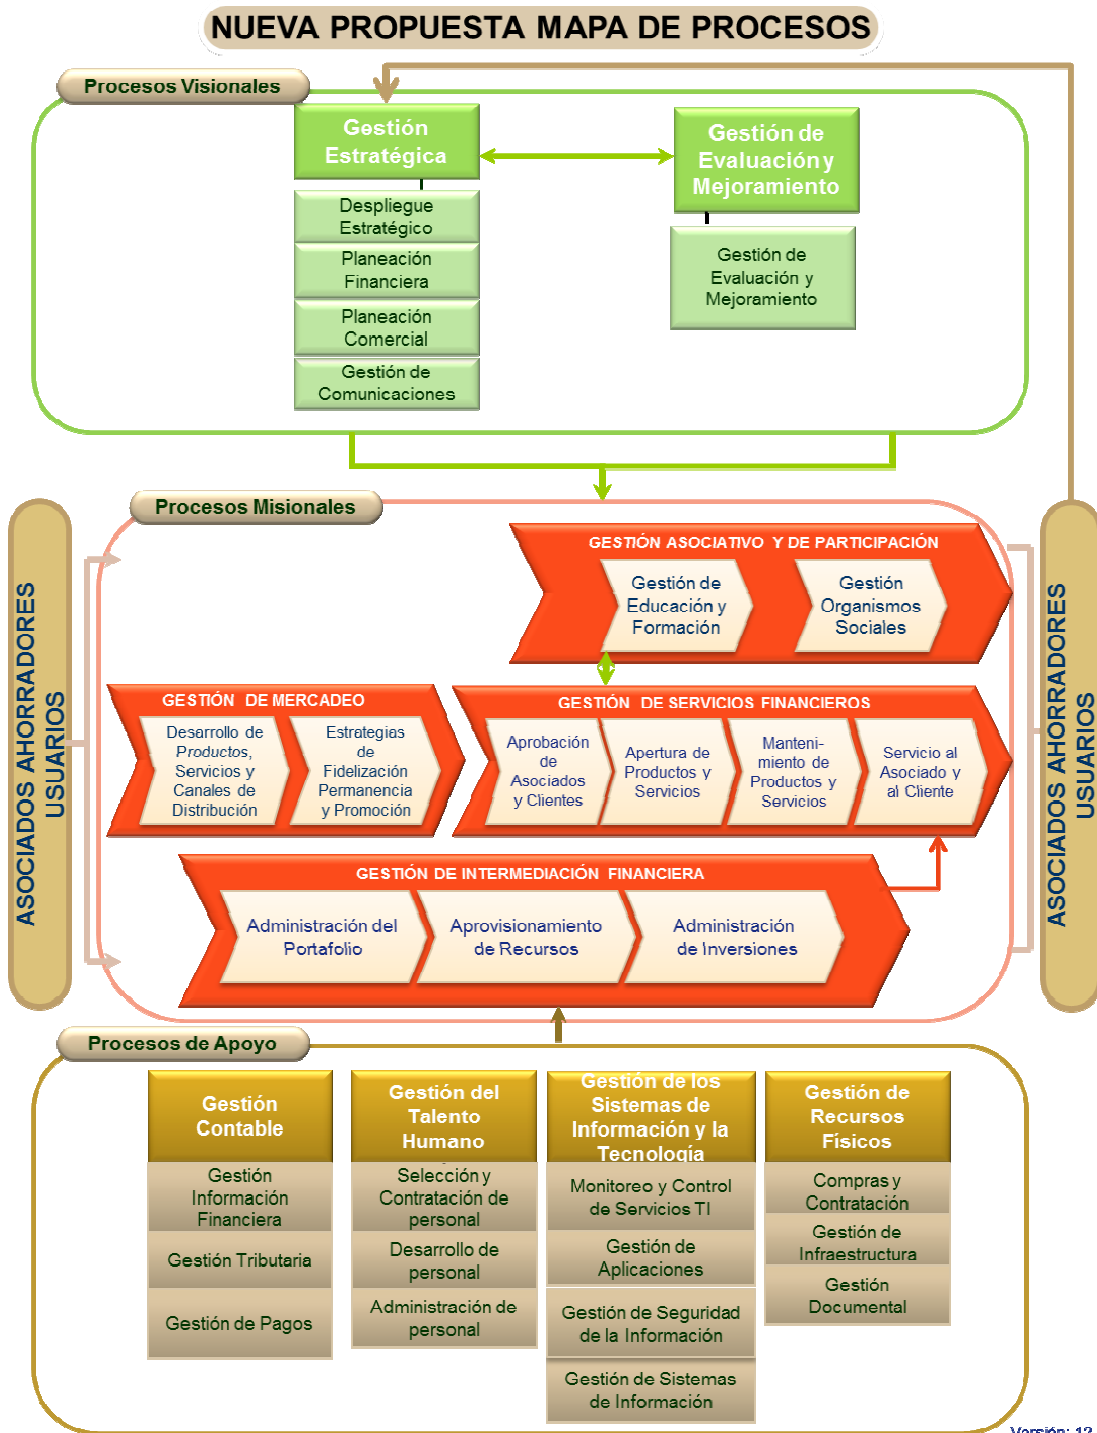 NUEVA PROPUESTA MAPA DE PROCESOS
Procesos Visionales
Gestión
Estratégica
Despliegue
Estratégico
Planeación
Financiera
Planeación
Comercial
Gestión de
Comunicaciones
Gestión de
Evaluación y
Mejoramiento
Gestión de
Evaluación y
Mejoramiento
ASOCIADOS AHORRADORES
USUARIOS
Procesos Misionales
GESTIÓN ASOCIATIVO Y DE PARTICIPACIÓN
Gestión de
Educación y
Formación
Gestión
Organismos
Sociales
GESTIÓN DE MERCADEO
Desarrollo de
Productos,
Servicios y
Canales de
Distribución
Estrategias
de
Fidelización
Permanencia
y Promoción
GESTIÓN DE SERVICIOS FINANCIEROS
Aprobación
de
Asociados
y Clientes
Apertura de
Productos y
Servicios
Manteni-
miento de
Productos y
Servicios
Servicio al
Asociado y
al Cliente
GESTIÓN DE INTERMEDIACIÓN FINANCIERA
Administración del
Portafolio
Aprovisionamiento
de Recursos
Administración
de Inversiones
ASOCIADOS AHORRADORES
USUARIOS
Procesos de Apoyo
Gestión
Contable
Gestión
Información
Financiera
Gestión Tributaria
Gestión de Pagos
Gestión del
Talento
Humano
Selección y
Contratación de
personal
Desarrollo de
personal
Administración de
personal
Gestión de los
Sistemas de
Información y la
Tecnología
Monitoreo y Control
de Servicios TI
Gestión de
Aplicaciones
Gestión de Seguridad
de la Información
Gestión de Sistemas
de Información
Gestión de
Recursos
Físicos
Compras y
Contratación
Gestión de
Infraestructura
Gestión
Documental
Versión: 12